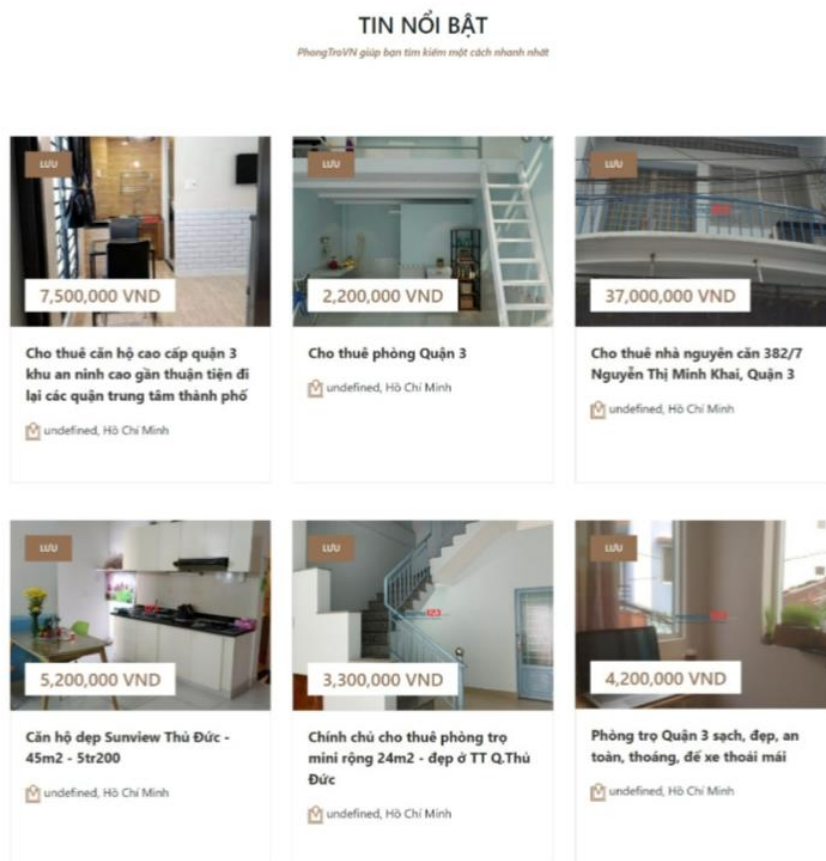 TIN NỔI BẬT
PhongTroVN giúp bạn tìm kiếm một cách nhanh nhất
LƯU
7,500,000 VND
Cho thuê căn hộ cao cấp quận 3
khu an ninh cao gần thuận tiện đi
lại các quận trung tâm thành phố
undefined, Hồ Chí Minh
LƯU
2,200,000 VND
Cho thuê phòng Quận 3
undefined, Hồ Chí Minh
LƯU
37,000,000 VND
Cho thuê nhà nguyên căn 382/7
Nguyễn Thị Minh Khai, Quận 3
undefined, Hồ Chí Minh
LƯU
5,200,000 VND
Căn hộ dẹp Sunview Thủ Đức -
45m2 - 5tr200
undefined, Hồ Chí Minh
LƯU
123
3,300,000 VND
Chính chủ cho thuê phòng trọ
mini rộng 24m2 - đẹp ở TT Q.Thủ
Đức
undefined, Hồ Chí Minh
LƯU
4,200,000 VND
Phòng trọ Quận 3 sạch, đẹp, an
toàn, thoáng, để xe thoải mái
undefined, Hồ Chí Minh